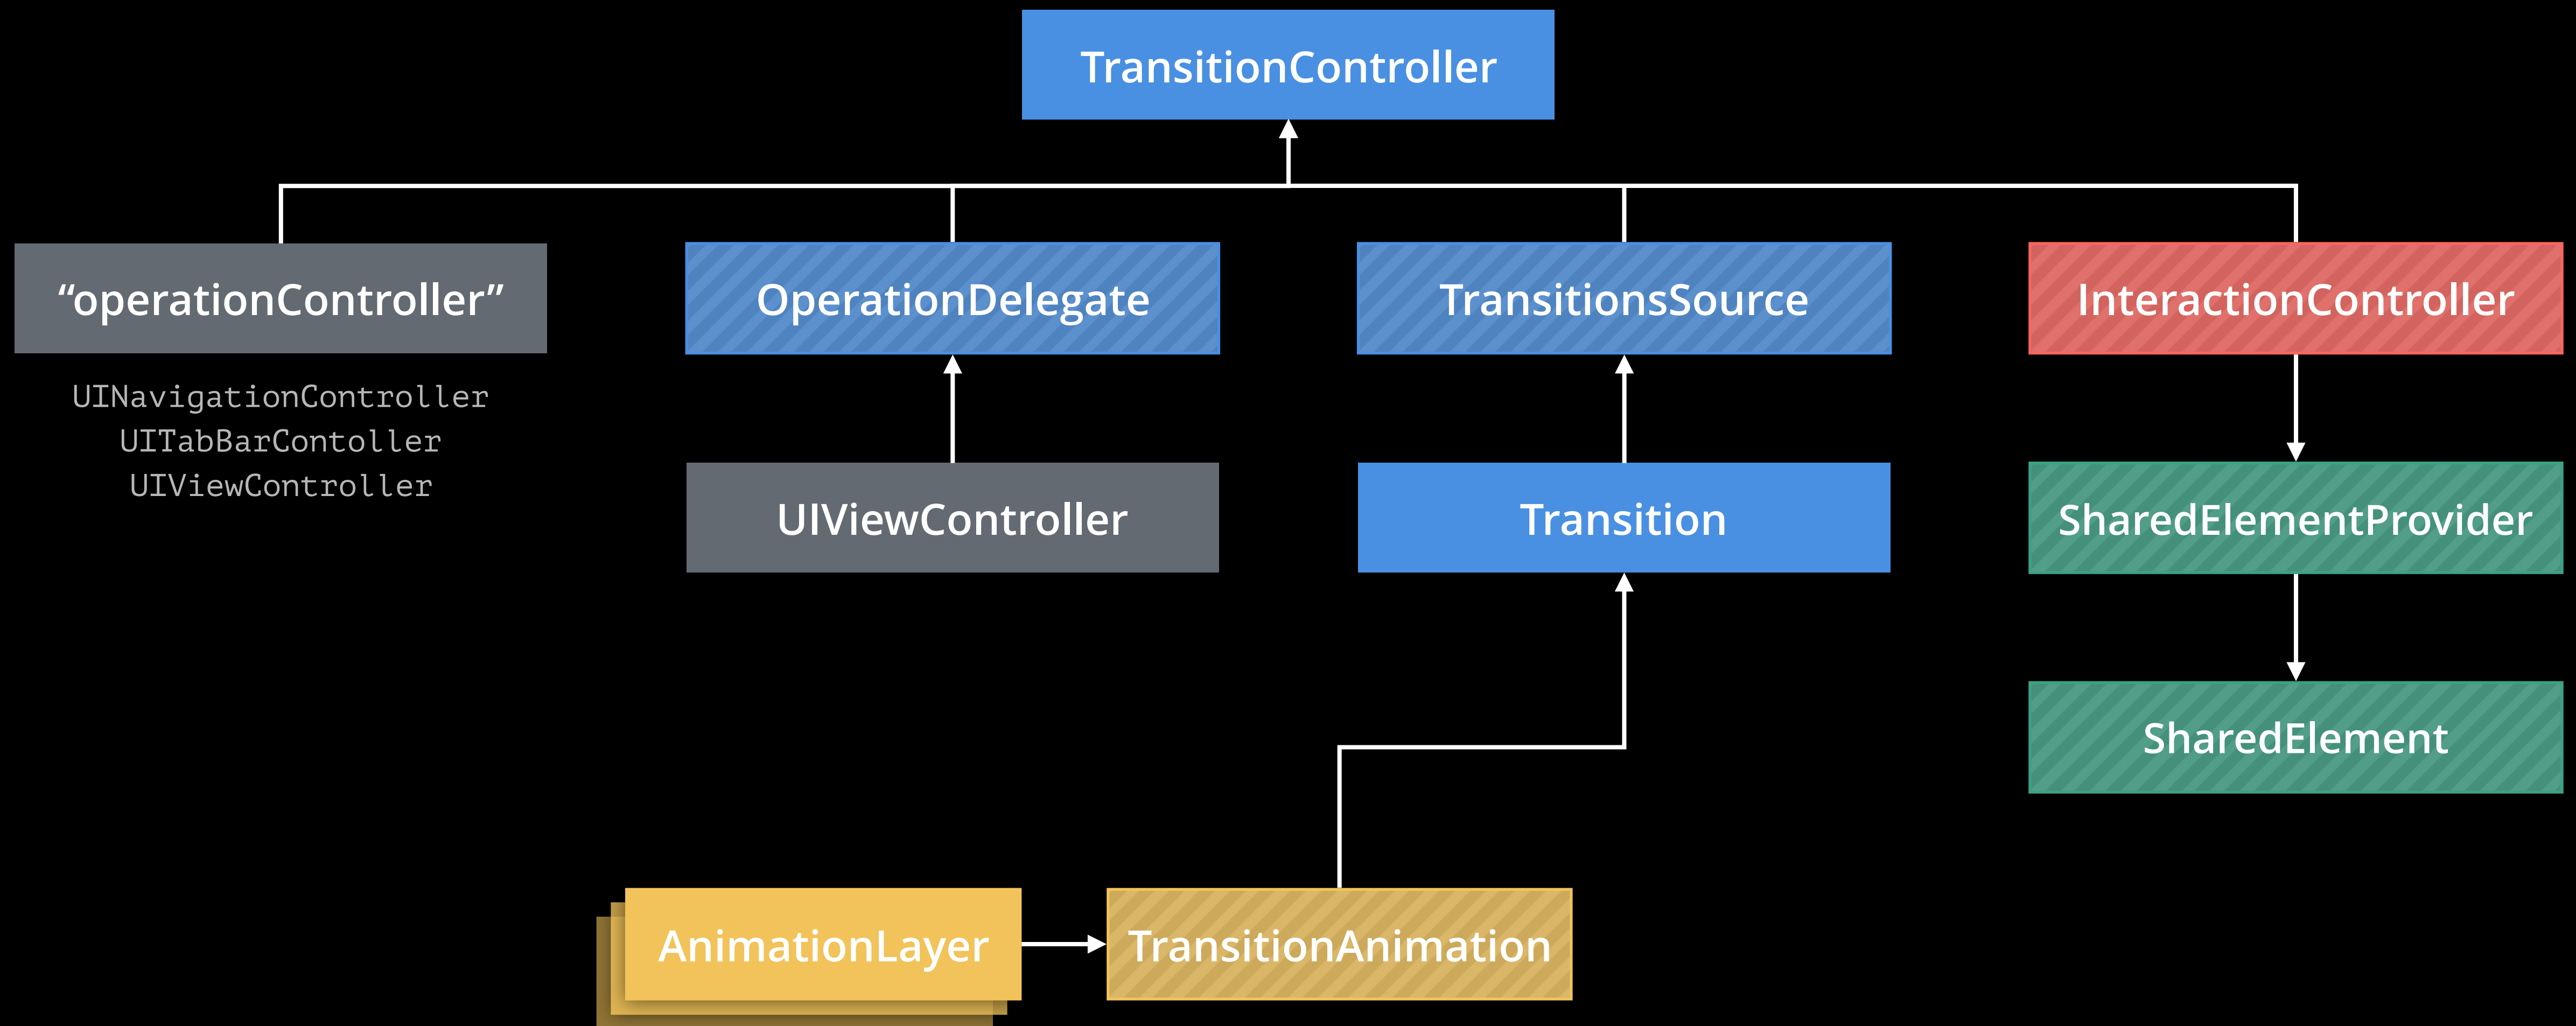 TransitionController
“operationController”
OperationDelegate
TransitionsSource
InteractionController
UINavigationController
UITabBarContoller
UIViewController
UIViewController
Transition
SharedElementProvider
SharedElement
AnimationLayer
TransitionAnimation